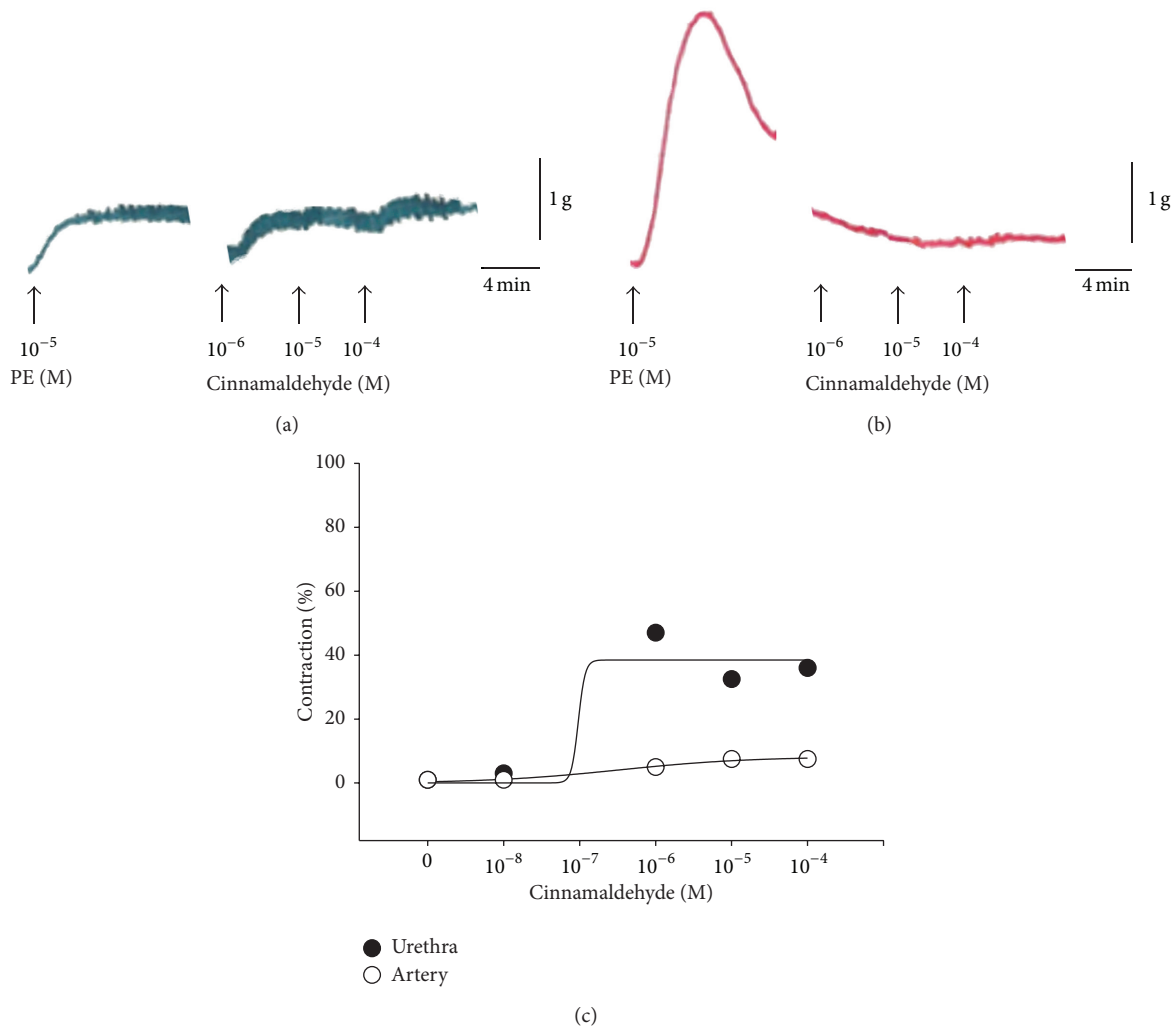 1 g
4 min
10⁻⁵
PE (M)
10⁻⁶ 10⁻⁵ 10⁻⁴
Cinnamaldehyde (M)
(a)
1 g
4 min
10⁻⁵
PE (M)
10⁻⁶ 10⁻⁵ 10⁻⁴
Cinnamaldehyde (M)
(b)
Contraction (%)
100
80
60
40
20
0
0 10⁻⁸ 10⁻⁷ 10⁻⁶ 10⁻⁵ 10⁻⁴
Cinnamaldehyde (M)
Urethra
Artery
(c)